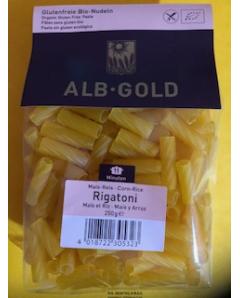 Glutenfreie Bio-Nudeln
Organic Gluten Free Pasta
Pâtes sans gluten bio
Pasta sin gluten ecológica
ALB·GOLD
11
Minuten
Mais-Reis - Corn-Rice
Rigatoni
Maïs et Riz - Maíz y Arroz
250g e
4 018722 305323